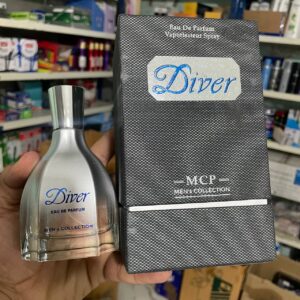 Eau De Parfum
Vaporisateur Spray
Diver
MCP
MEN's COLLECTION
Diver
EAU DE PARFUM
MEN's COLLECTION